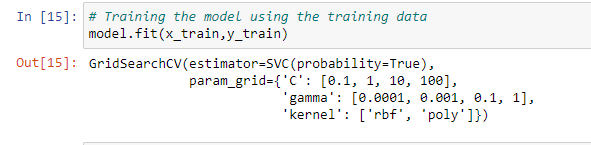 In [15]: # Training the model using the training data
model.fit(x_train,y_train)
Out[15]: GridSearchCV(estimator=SVC(probability=True),
param_grid={'C': [0.1, 1, 10, 100],
'gamma': [0.0001, 0.001, 0.1, 1],
'kernel': ['rbf', 'poly']})